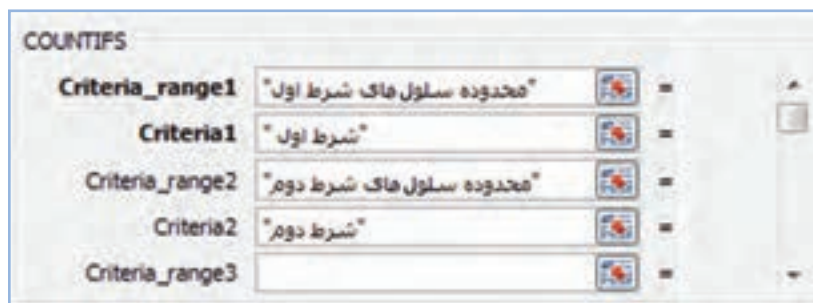 COUNTIFS
Criteria_range1 "محدوده سلول های شرط اول" =
Criteria1 "شرط اول" =
Criteria_range2 "محدوده سلول های شرط دوم" =
Criteria2 "شرط دوم" =
Criteria_range3 =